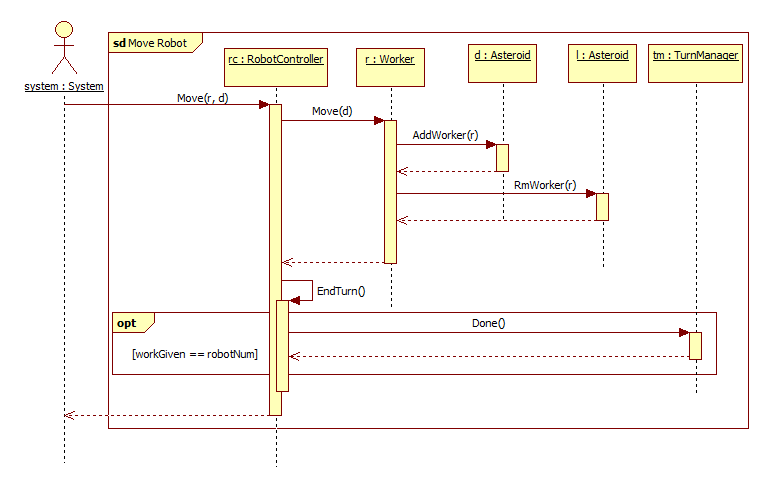 sd Move Robot
rc : RobotController
r : Worker
d : Asteroid
l : Asteroid
tm : TurnManager
system : System
Move(r, d)
Move(d)
AddWorker(r)
RmWorker(r)
EndTurn()
opt
Done()
[workGiven == robotNum]